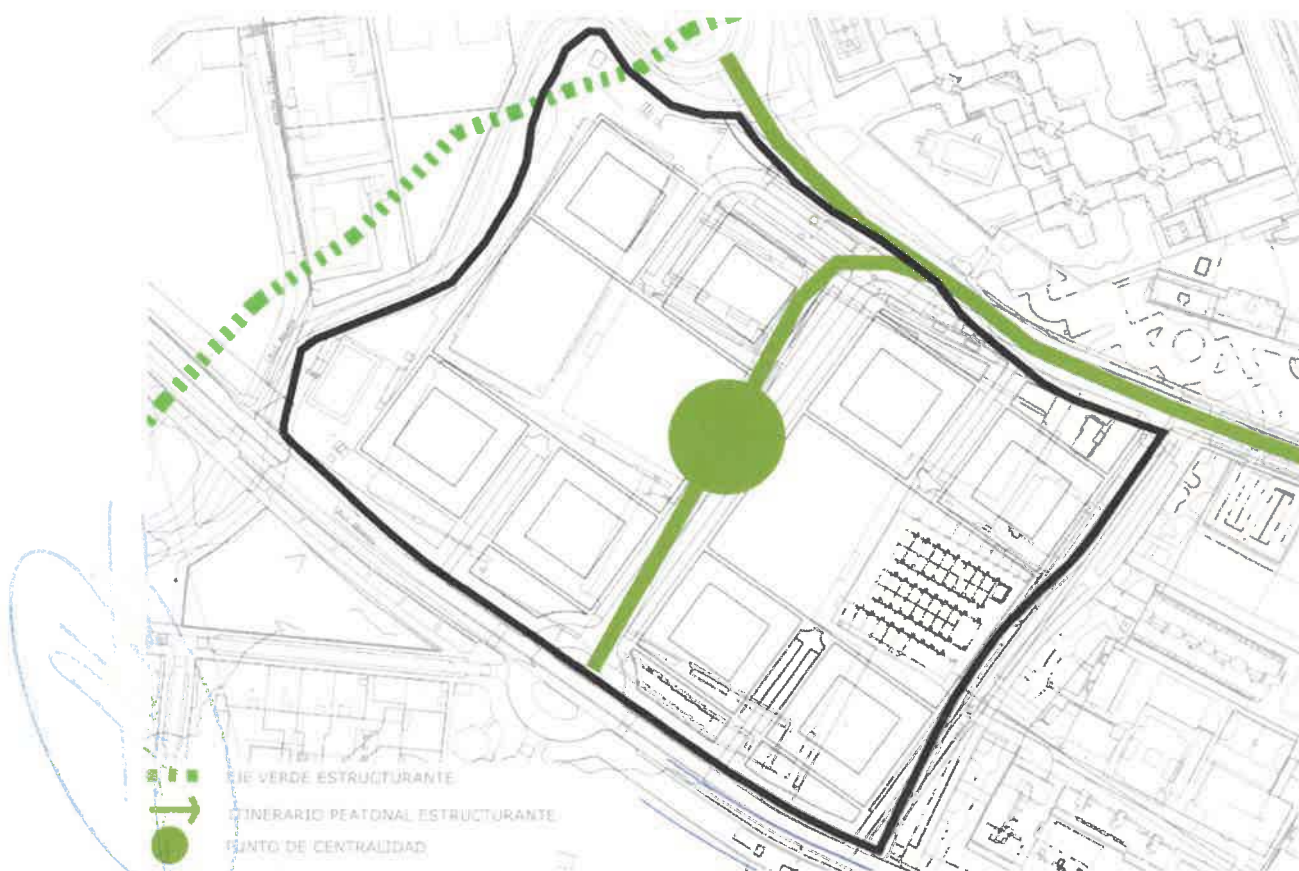 EJE VERDE ESTRUCTURANTE
ITINERARIO PEATONAL ESTRUCTURANTE
PUNTO DE CENTRALIDAD